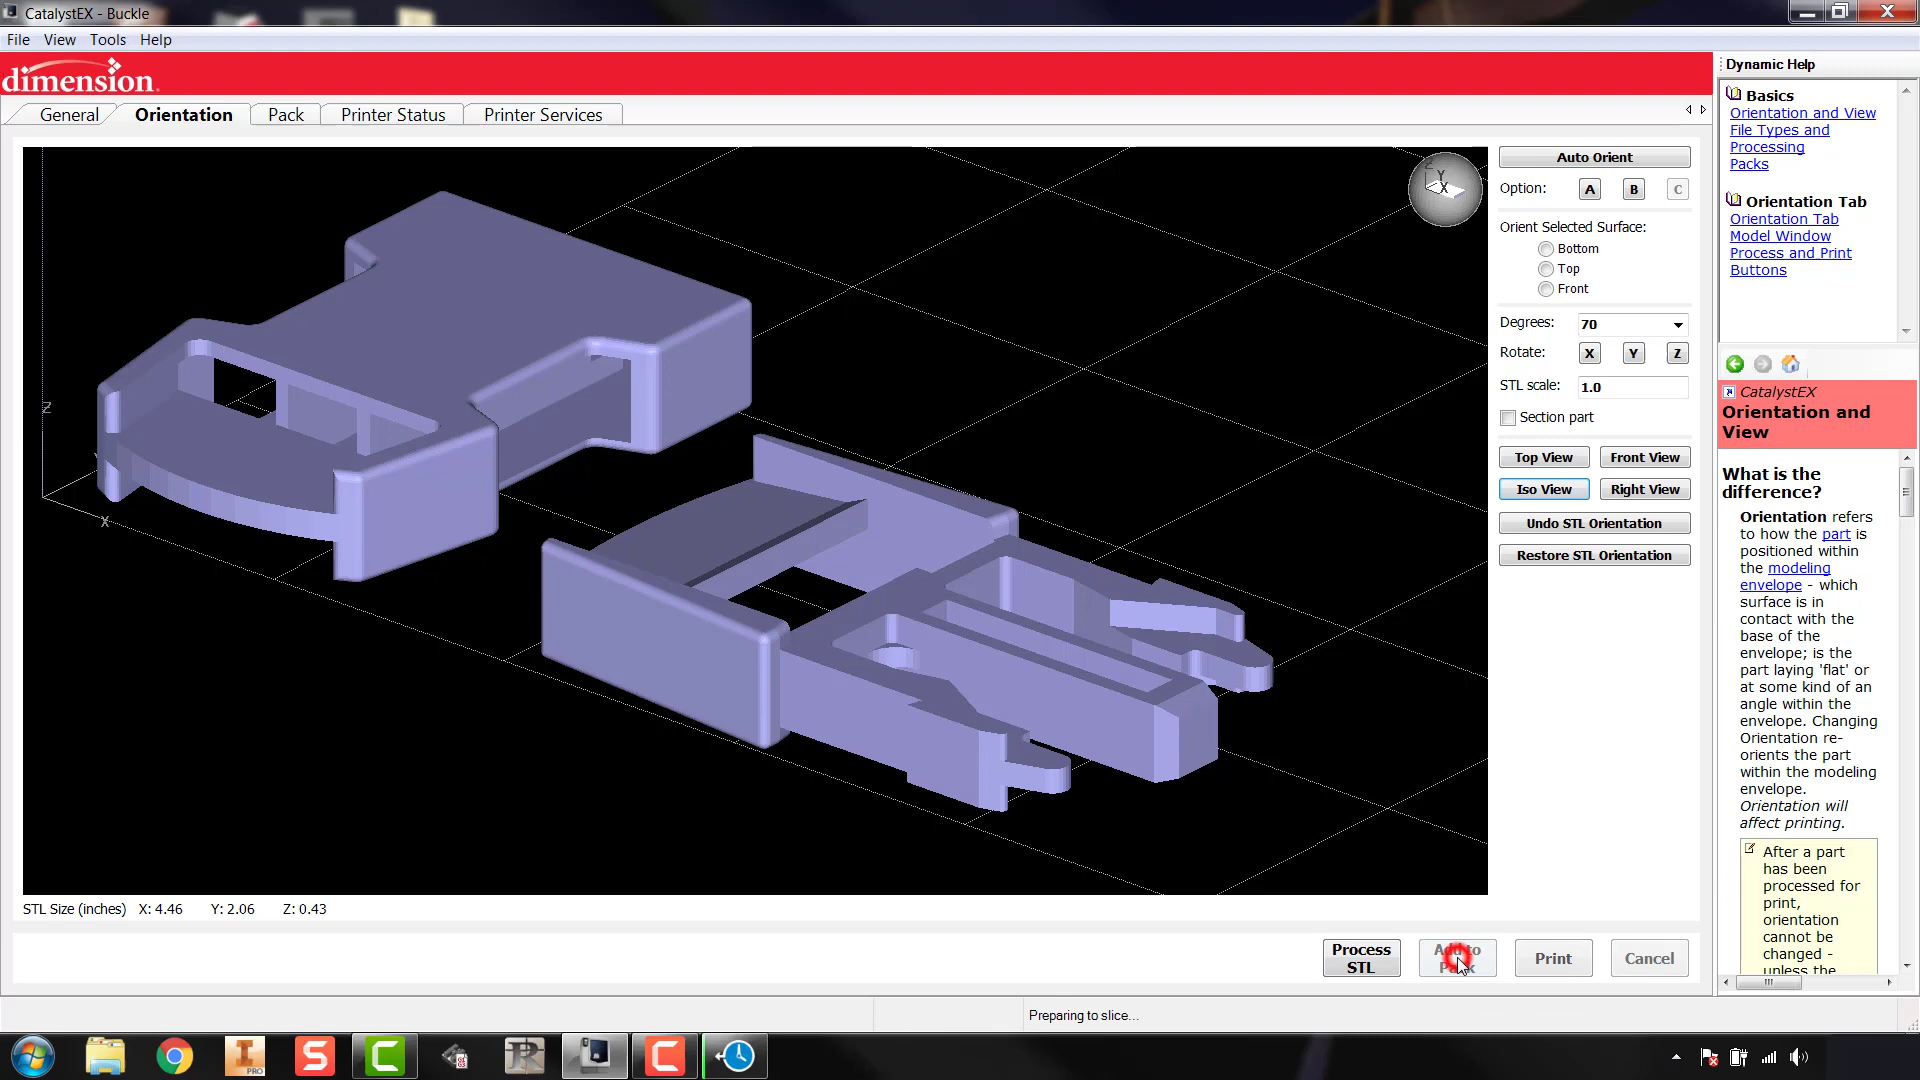 CatalystEX - Buckle
File View Tools Help
dimension
General Orientation Pack Printer Status Printer Services
Z
X
Z
Y
X
Auto Orient
Option: A B C
Orient Selected Surface:
Bottom
Top
Front
Degrees: 70
Rotate: X Y Z
STL scale: 1.0
Section part
Top View Front View
Iso View Right View
Undo STL Orientation
Restore STL Orientation
STL Size (inches) X: 4.46 Y: 2.06 Z: 0.43
Process
STL
Add to
Print
Cancel
Preparing to slice...
Dynamic Help
Basics
Orientation and View
File Types and
Processing
Packs
Orientation Tab
Orientation Tab
Model Window
Process and Print
Buttons
CatalystEX
Orientation and
View
What is the
difference?
Orientation refers
to how the part is
positioned within
the modeling
envelope - which
surface is in
contact with the
base of the
envelope; is the
part laying 'flat' or
at some kind of an
angle within the
envelope. Changing
Orientation re-
orients the part
within the modeling
envelope.
Orientation will
affect printing.
After a part
has been
processed for
print,
orientation
cannot be
changed -
unless the
PRO